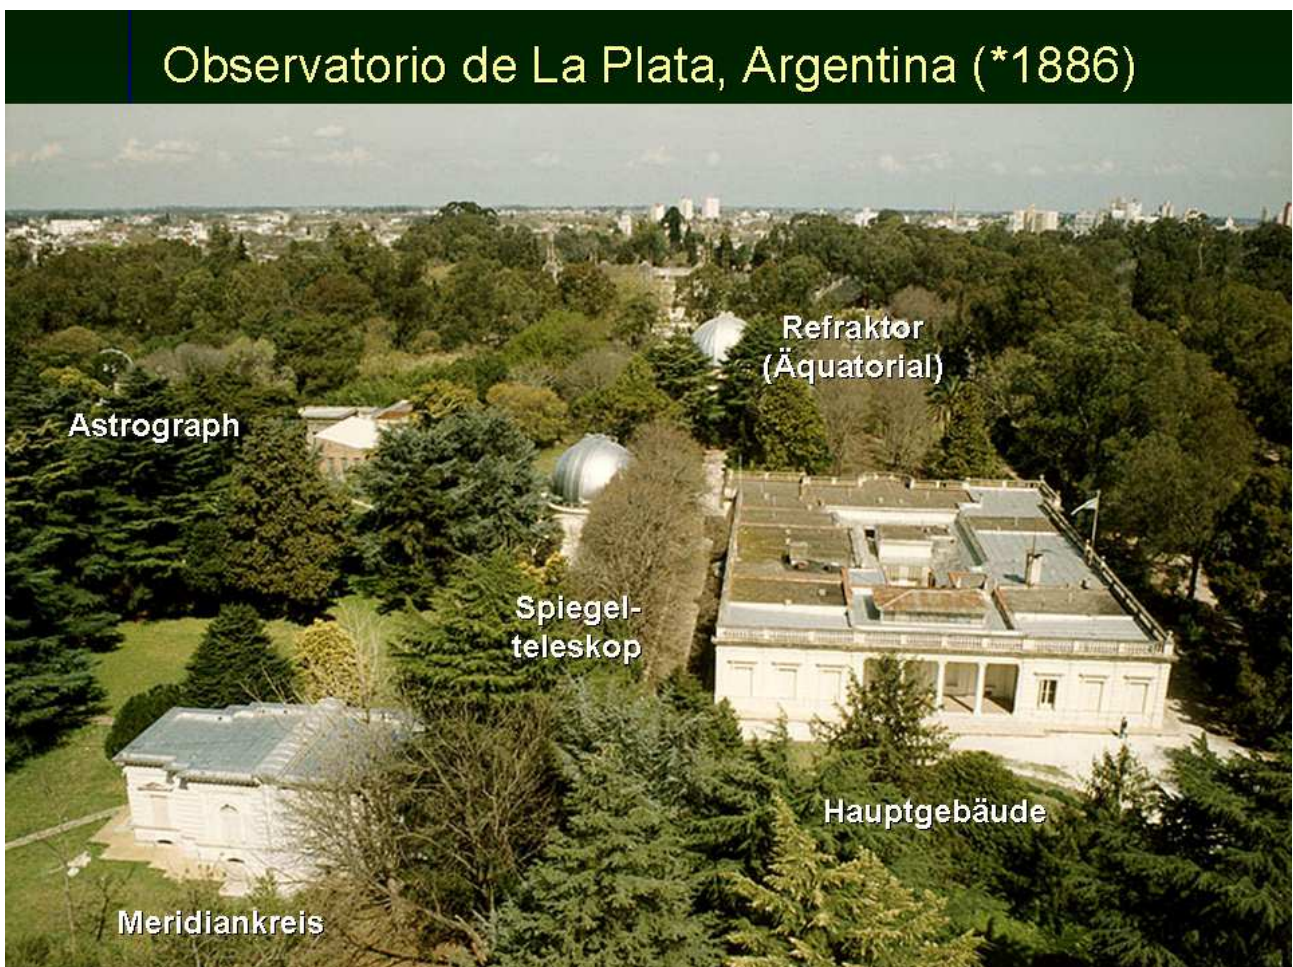 Observatorio de La Plata, Argentina (*1886)
Refraktor
(Äquatorial)
Astrograph
Spiegel-
teleskop
Hauptgebäude
Meridiankreis